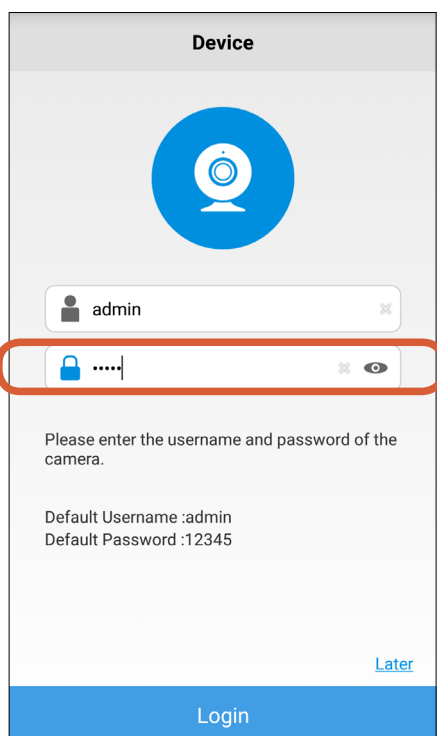 Device
admin
•••••
Please enter the username and password of the
camera.
Default Username :admin
Default Password :12345
Later
Login